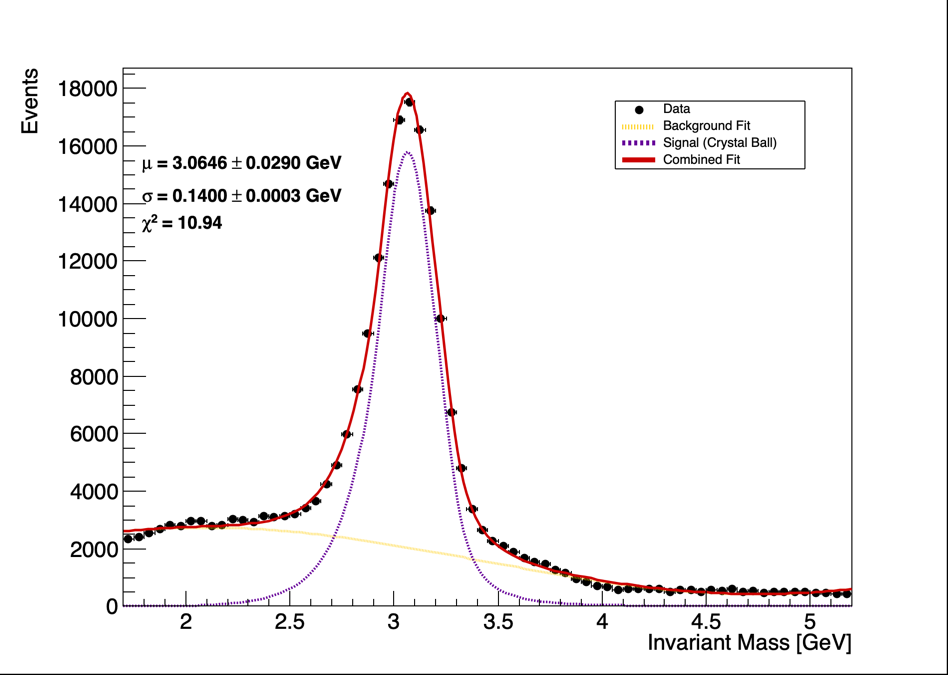 Events
18000
16000
14000
12000
10000
8000
6000
4000
2000
0
μ = 3.0646 ± 0.0290 GeV
σ = 0.1400 ± 0.0003 GeV
χ² = 10.94
Data
Background Fit
Signal (Crystal Ball)
Combined Fit
2 2.5 3 3.5 4 4.5 5
Invariant Mass [GeV]